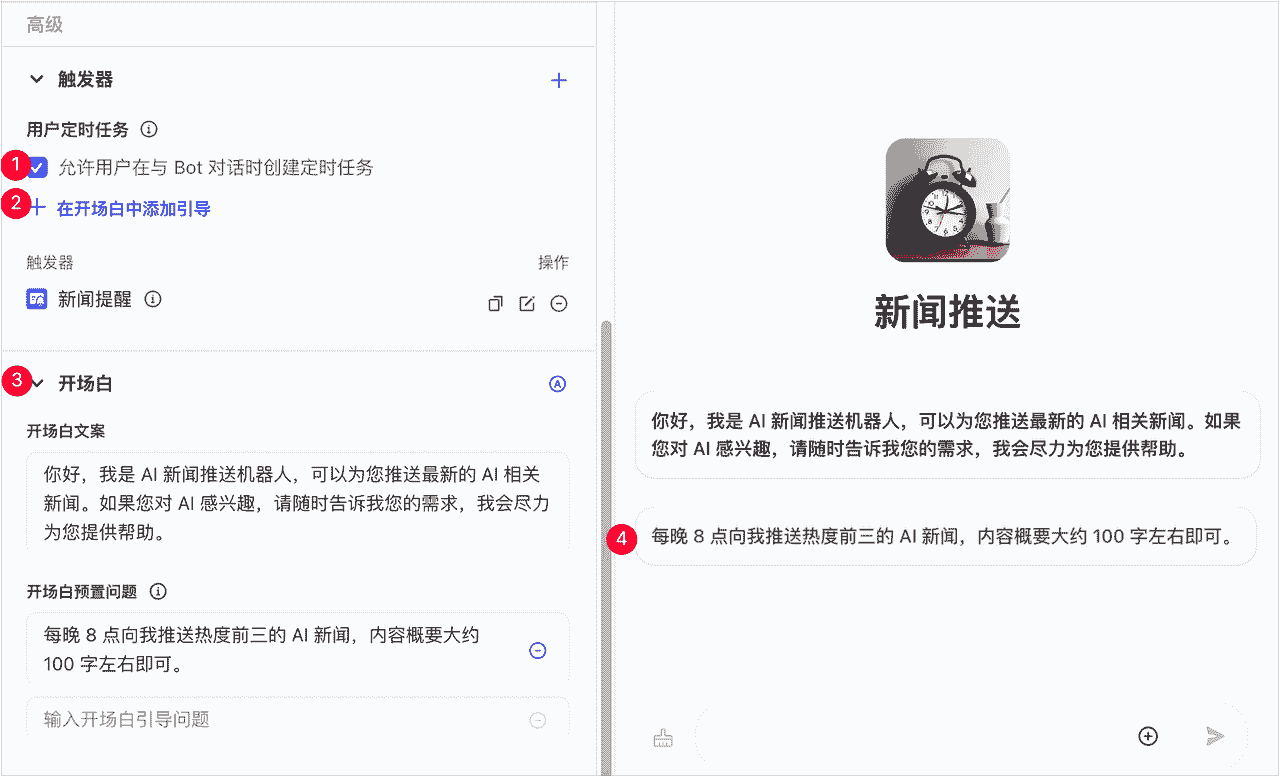 高级
触发器
用户定时任务
1 允许用户在与 Bot 对话时创建定时任务
2 在开场白中添加引导
触发器 操作
新闻提醒
3 开场白
A
开场白文案
你好，我是 AI 新闻推送机器人，可以为您推送最新的 AI 相关
新闻。如果您对 AI 感兴趣，请随时告诉我您的需求，我会尽力
为您提供帮助。
开场白预置问题
每晚 8 点向我推送热度前三的 AI 新闻，内容概要大约
100 字左右即可。
输入开场白引导问题
新闻推送
你好，我是 AI 新闻推送机器人，可以为您推送最新的 AI 相关新闻。如果
您对 AI 感兴趣，请随时告诉我您的需求，我会尽力为您提供帮助。
4 每晚 8 点向我推送热度前三的 AI 新闻，内容概要大约 100 字左右即可。